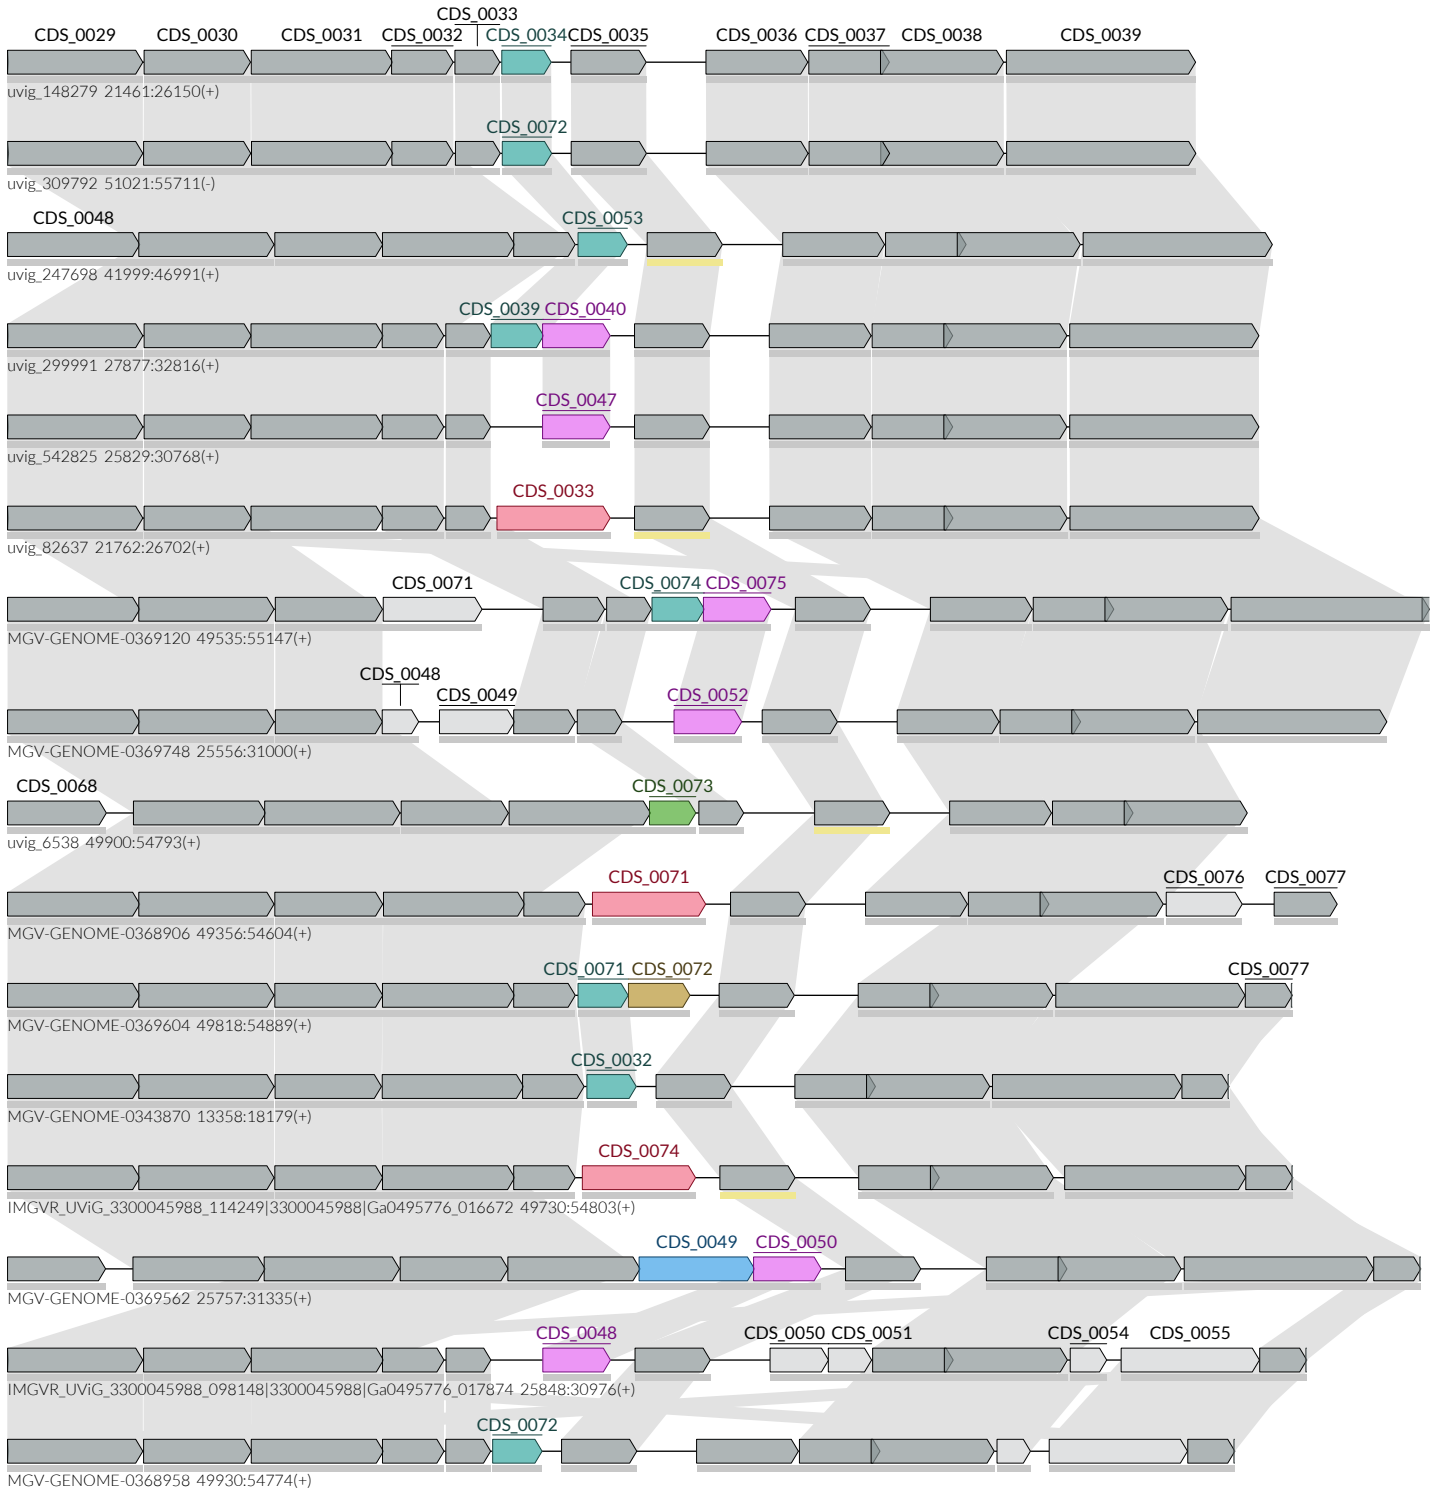 CDS_0033
CDS_0029 CDS_0030 CDS_0031 CDS_0032 CDS_0034 CDS_0035 CDS_0036 CDS_0037 CDS_0038 CDS_0039
uvig_148279 21461:26150(+)
CDS_0072
uvig_309792 51021:55711(-)
CDS_0048 CDS_0053
uvig_247698 41999:46991(+)
CDS_0039 CDS_0040
uvig_299991 27877:32816(+)
CDS_0047
uvig_542825 25829:30768(+)
CDS_0033
uvig_82637 21762:26702(+)
CDS_0071 CDS_0074 CDS_0075
MGV-GENOME-0369120 49535:55147(+)
CDS_0048
CDS_0049 CDS_0052
MGV-GENOME-0369748 25556:31000(+)
CDS_0068 CDS_0073
uvig_6538 49900:54793(+)
CDS_0071 CDS_0076 CDS_0077
MGV-GENOME-0368906 49356:54604(+)
CDS_0071 CDS_0072 CDS_0077
MGV-GENOME-0369604 49818:54889(+)
CDS_0032
MGV-GENOME-0343870 13358:18179(+)
CDS_0074
IMGVR_UViG_3300045988_114249|3300045988|Ga0495776_016672 49730:54803(+)
CDS_0049 CDS_0050
MGV-GENOME-0369562 25757:31335(+)
CDS_0048 CDS_0050 CDS_0051 CDS_0054 CDS_0055
IMGVR_UViG_3300045988_098148|3300045988|Ga0495776_017874 25848:30976(+)
CDS_0072
MGV-GENOME-0368958 49930:54774(+)